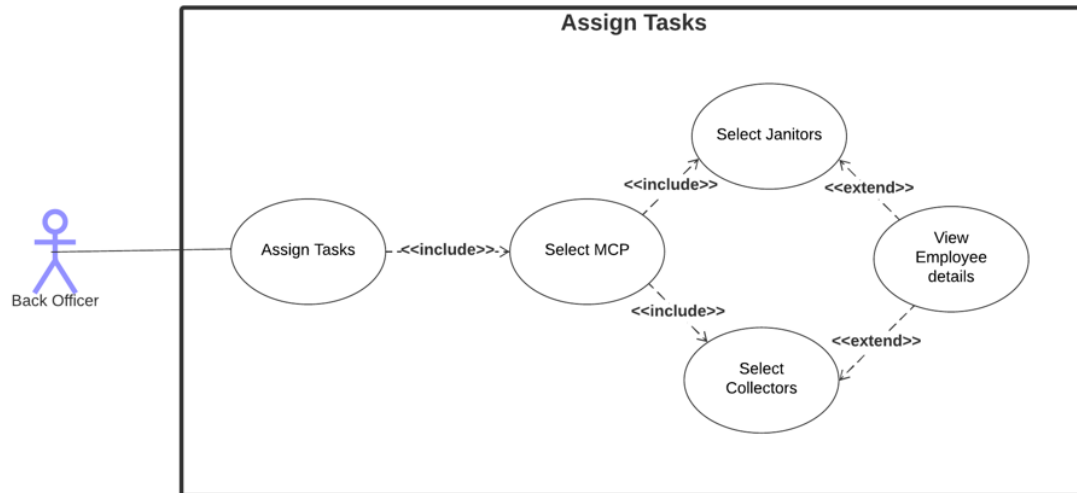 Assign Tasks
Select Janitors
<<include>>
<<extend>>
Assign Tasks
<<include>>
Select MCP
View
Employee
details
Back Officer
<<include>>
<<extend>>
Select
Collectors